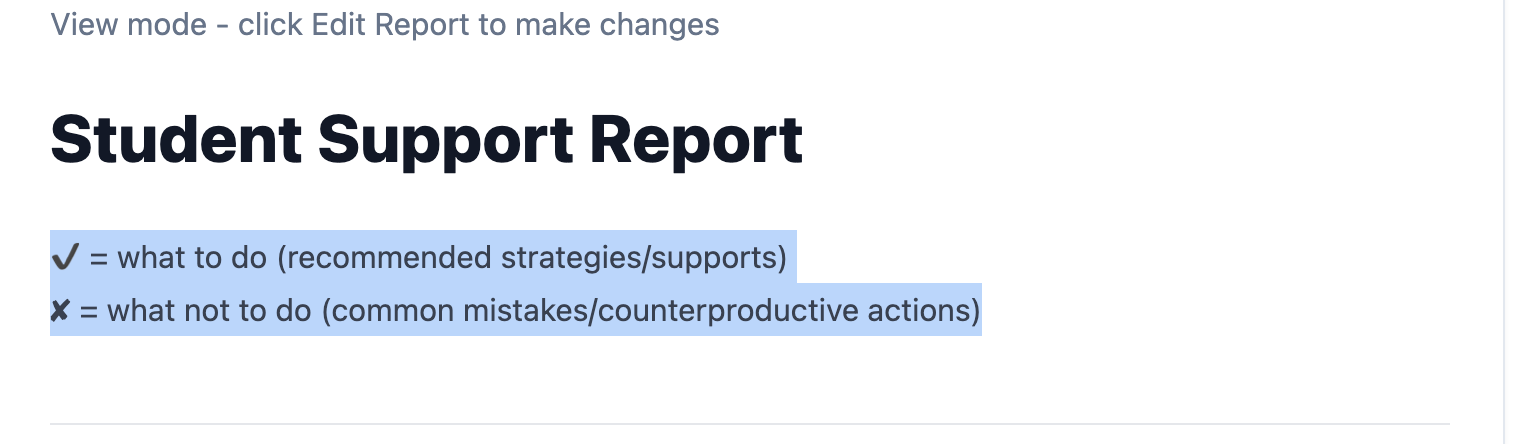 View mode - click Edit Report to make changes
Student Support Report
✔ = what to do (recommended strategies/supports)
✘ = what not to do (common mistakes/counterproductive actions)